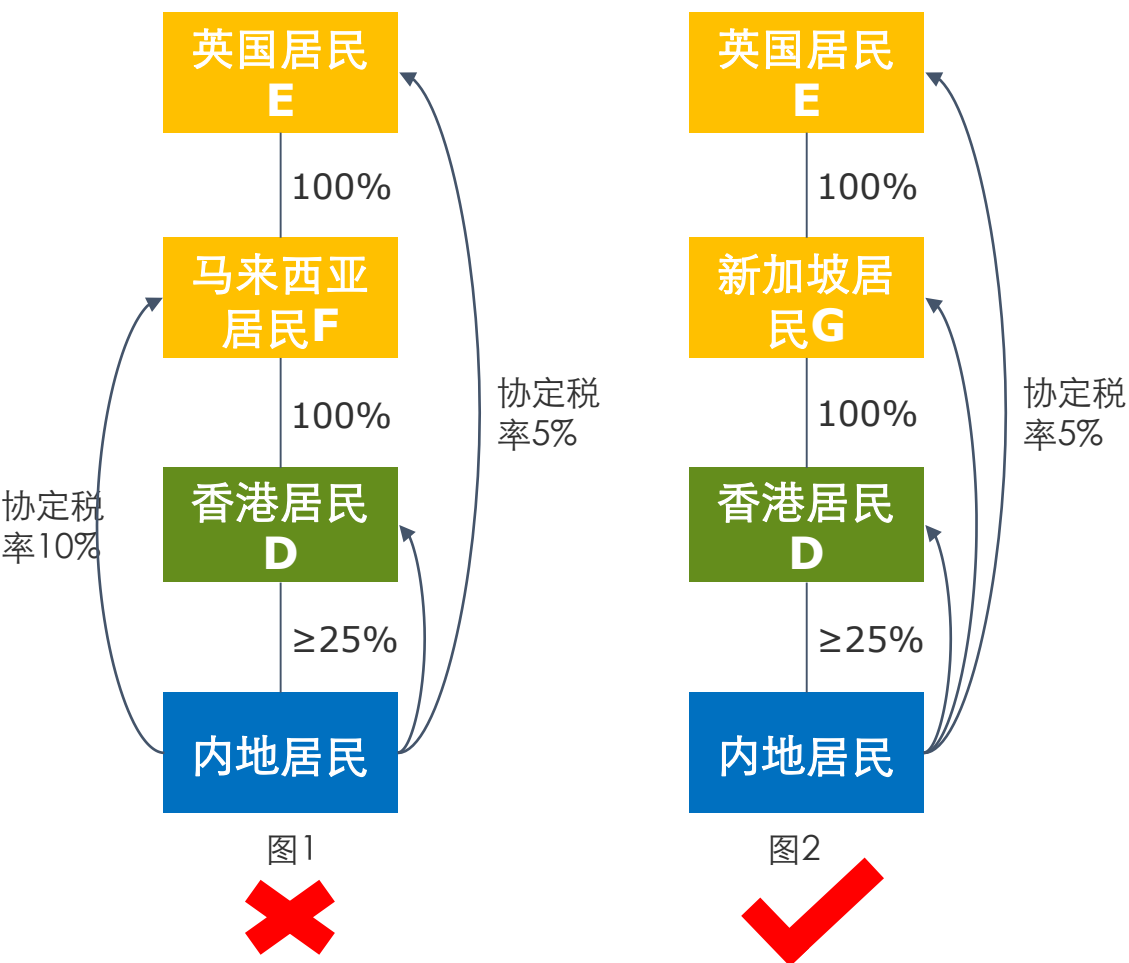 英国居民
E
100%
马来西亚
居民F
100%
协定税
率5%
协定税
率10%
香港居民
D
≥25%
内地居民
图1
英国居民
E
100%
新加坡居
民G
100%
协定税
率5%
香港居民
D
≥25%
内地居民
图2